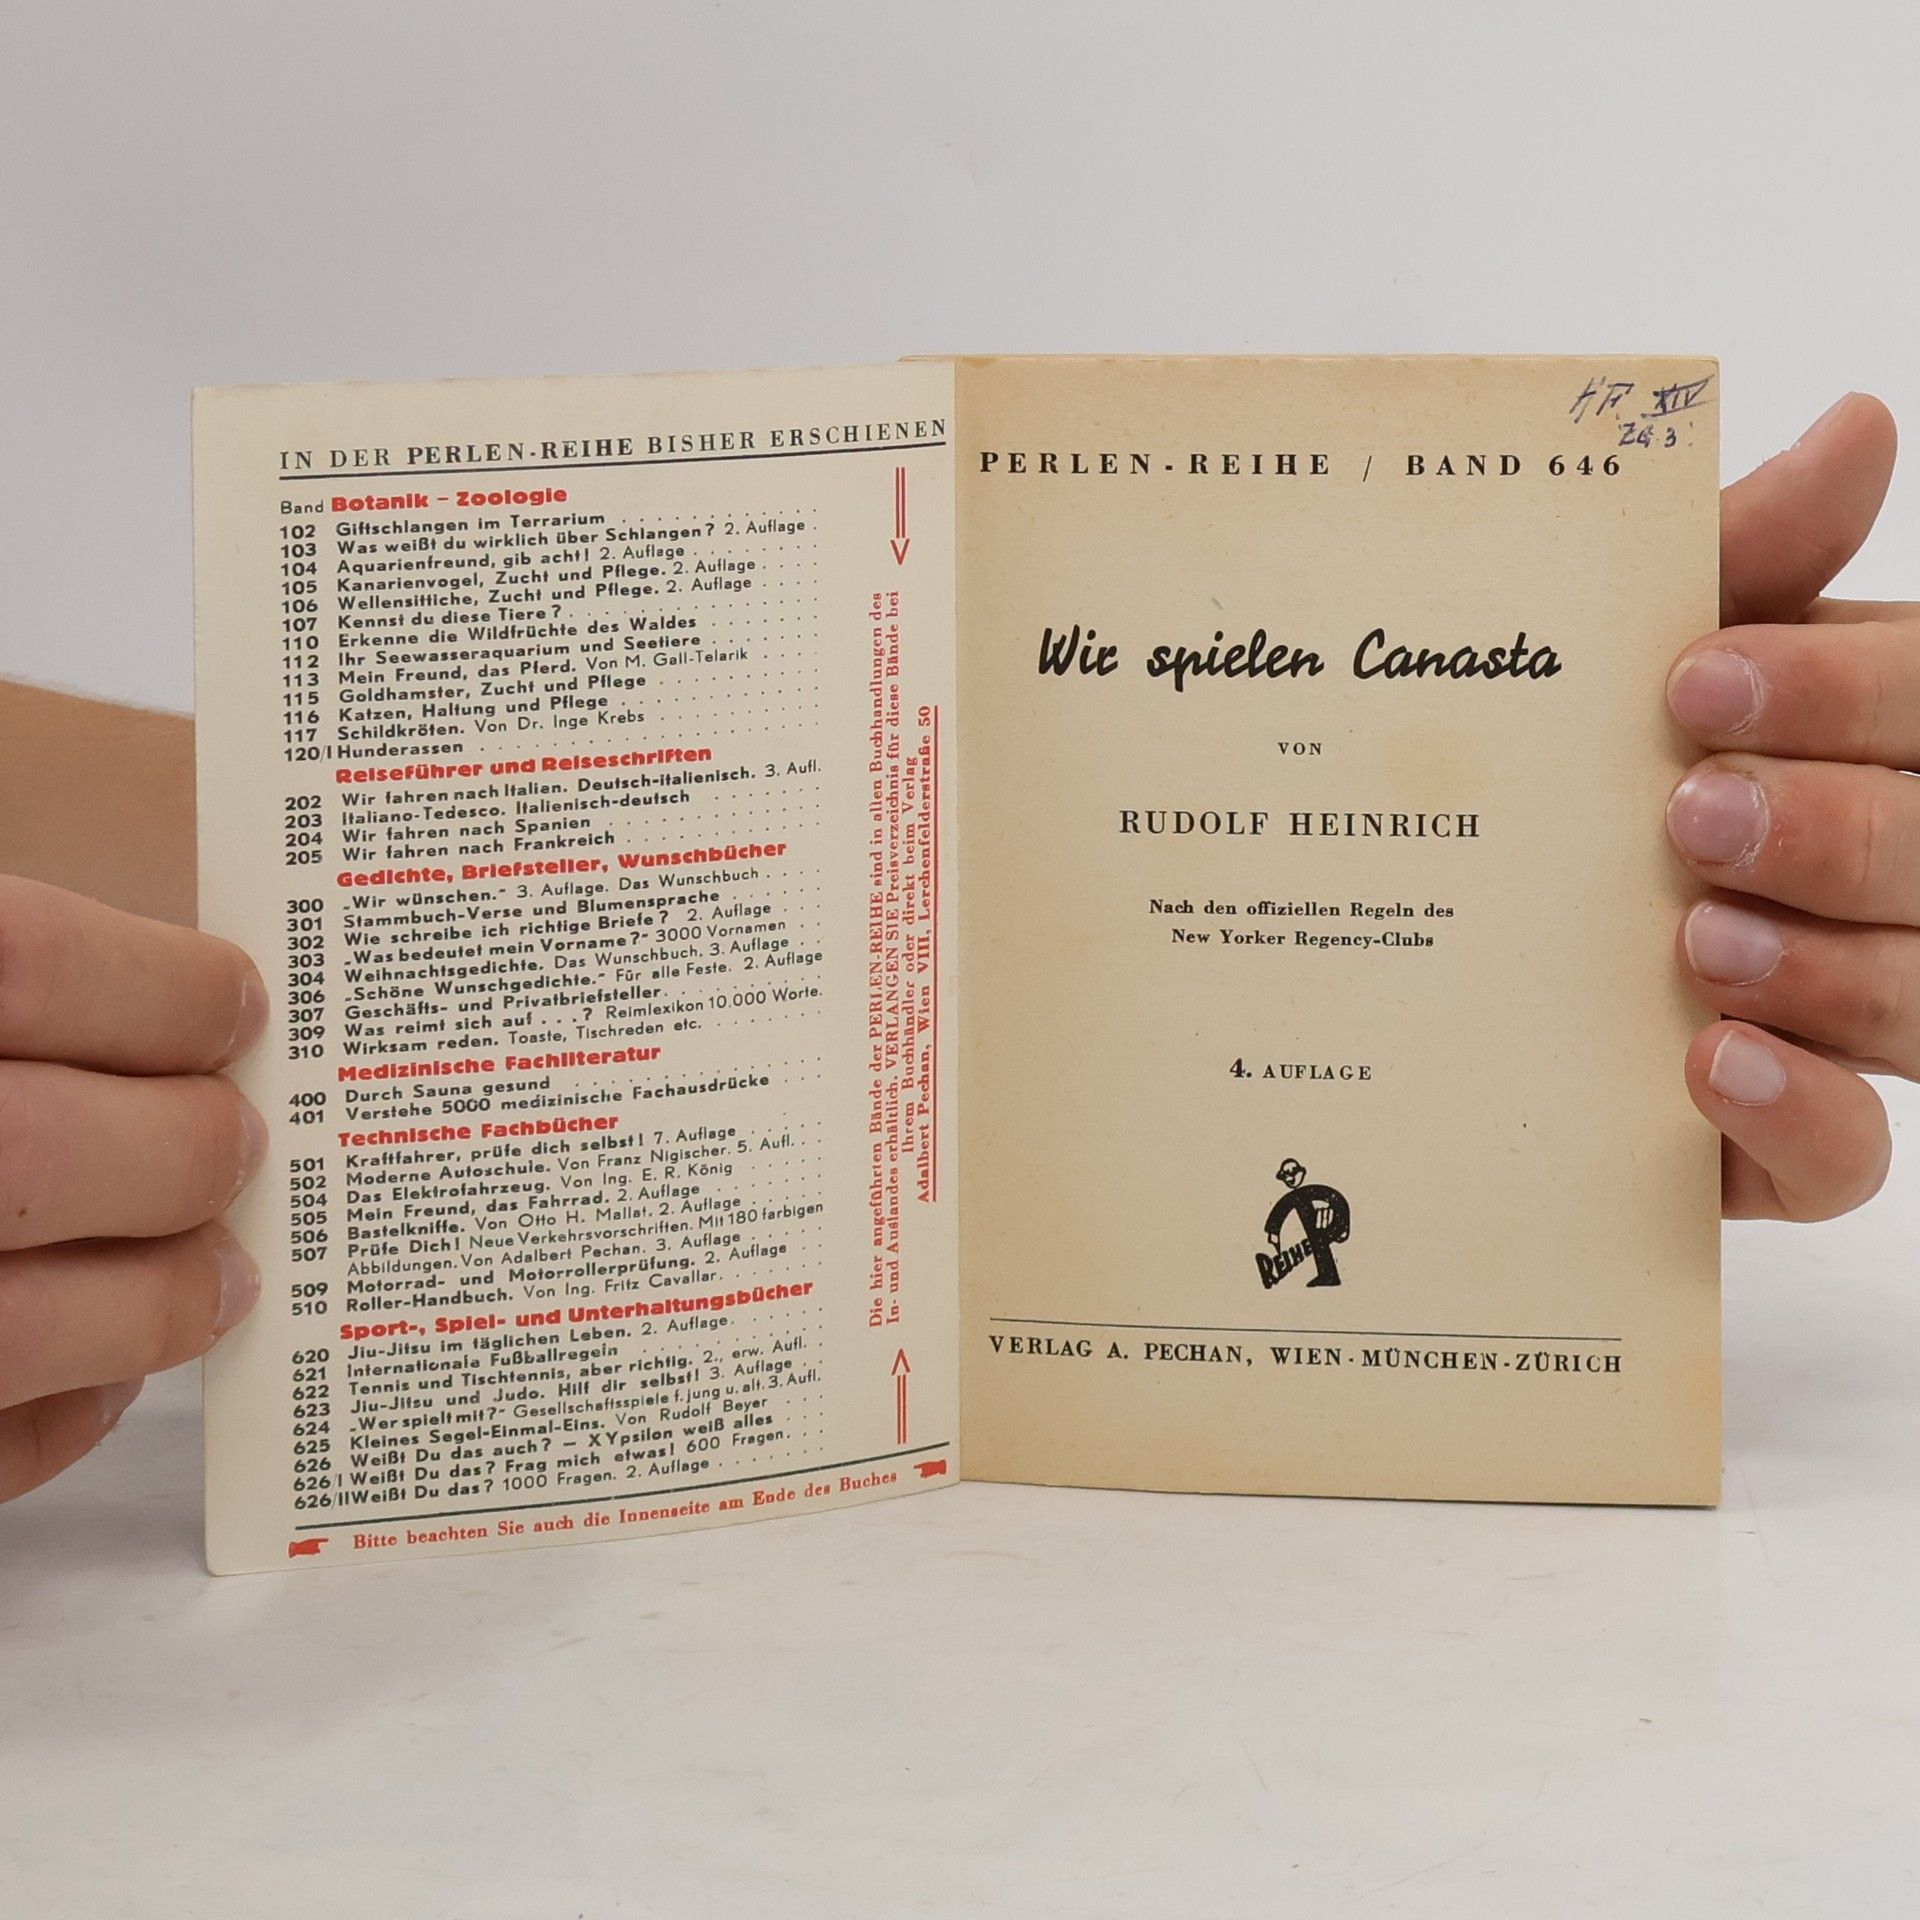 IN DER PERLEN-REIHE BISHER ERSCHIENEN
Band Botanik – Zoologie
102 Giftschlangen im Terrarium
103 Was weißt du wirklich über Schlangen? 2. Auflage
104 Aquarienfreund, gib acht! 2. Auflage
105 Kanarienvogel, Zucht und Pflege. 2. Auflage
106 Wellensittiche, Zucht und Pflege. 2. Auflage
107 Kennst du diese Tiere?
110 Erkenne die Wildfrüchte des Waldes
112 Ihr Seewasseraquarium und Seetiere
113 Mein Freund, das Pferd. Von M. Gall-Telarik
115 Goldhamster, Zucht und Pflege
116 Katzen, Haltung und Pflege
117 Schildkröten. Von Dr. Inge Krebs
120/I Hunderassen
Reiseführer und Reiseschriften
202 Wir fahren nach Italien. Deutsch-italienisch. 3. Aufl.
203 Italiano-Tedesco. Italienisch-deutsch
204 Wir fahren nach Spanien
205 Wir fahren nach Frankreich
Gedichte, Briefsteller, Wunschbücher
300 „Wir wünschen.“ 3. Auflage. Das Wunschbuch
301 Stammbuch-Verse und Blumensprache
302 Wie schreibe ich richtige Briefe? 2. Auflage
303 „Was bedeutet mein Vorname?“ 3000 Vornamen
304 Weihnachtsgedichte. Das Wunschbuch. 3. Auflage
306 „Schöne Wunschgedichte.“ Für alle Feste. 2. Auflage
307 Geschäfts- und Privatbriefsteller.
309 Was reimt sich auf . . . ? Reimlexikon 10.000 Worte.
310 Wirksam reden. Toaste, Tischreden etc.
Medizinische Fachliteratur
400 Durch Sauna gesund
401 Verstehe 5000 medizinische Fachausdrücke
Technische Fachbücher
501 Kraftfahrer, prüfe dich selbst! 7. Auflage
502 Moderne Autoschule. Von Franz Nigischer. 5. Aufl.
504 Das Elektrofahrzeug. Von Ing. E. R. König
505 Mein Freund, das Fahrrad. 2. Auflage
506 Bastelkniffe. Von Otto H. Mallat. 2. Auflage
507 Prüfe Dich! Neue Verkehrsvorschriften. Mit 180 farbigen
Abbildungen. Von Adalbert Pechan. 3. Auflage
509 Motorrad- und Motorrollerprüfung. 2. Auflage
510 Roller-Handbuch. Von Ing. Fritz Cavallar.
Sport-, Spiel- und Unterhaltungsbücher
620 Jiu-Jitsu im täglichen Leben. 2. Auflage.
621 Internationale Fußballregeln
622 Tennis und Tischtennis, aber richtig. 2., erw. Aufl.
623 Jiu-Jitsu und Judo. Hilf dir selbst! 3. Auflage
624 „Wer spielt mit?“ Gesellschaftsspiele f. jung u. alt. 3. Aufl.
625 Kleines Segel-Einmal-Eins. Von Rudolf Beyer
626 Weißt Du das auch? – XYpsilon weiß alles
626/I Weißt Du das? Frag mich etwas! 600 Fragen.
626/II Weißt Du das? 1000 Fragen. 2. Auflage
Bitte beachten Sie auch die Innenseite am Ende des Buches
Die hier angeführten Bände der PERLEN-REIHE sind in allen Buchhandlungen des
In- und Auslandes erhältlich. VERLANGEN SIE Preisverzeichnis für diese Bände bei
Ihrem Buchhändler oder direkt beim Verlag
Adalbert Pechan, Wien VIII, Lerchenfelderstraße 50
XIV
PERLEN-REIHE / BAND 646
Wir spielen Canasta
VON
RUDOLF HEINRICH
Nach den offiziellen Regeln des
New Yorker Regency-Clubs
4. AUFLAGE
REIHE
P
VERLAG A. PECHAN, WIEN-MÜNCHEN-ZÜRICH